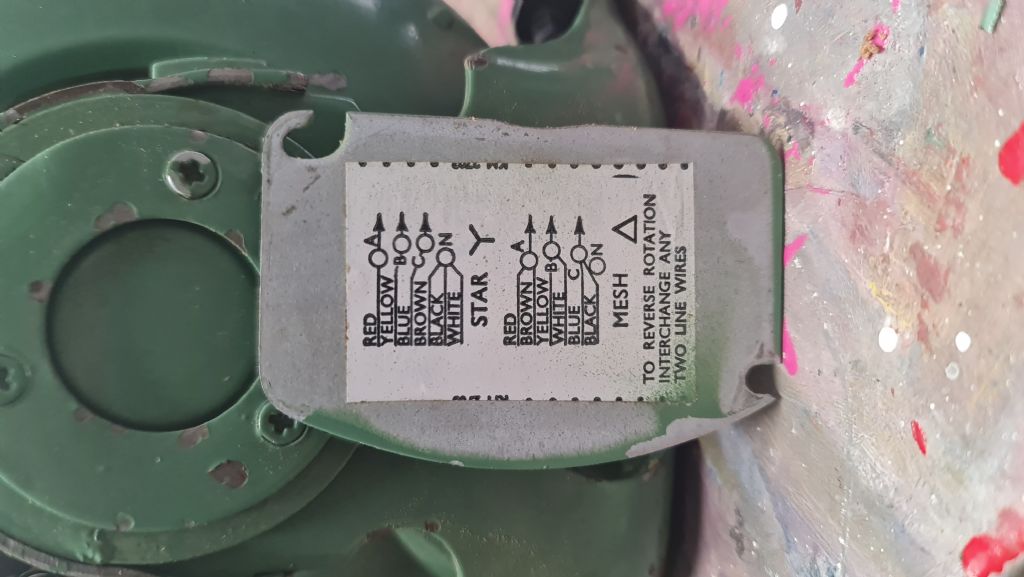 RED
YELLOW A
BLUE B
BROWN C
BLACK
WHITE N
STAR Y
RED
BROWN A
YELLOW
WHITE B
BLUE C
BLACK N
MESH Δ
TO REVERSE ROTATION
INTERCHANGE ANY
TWO LINE WIRES